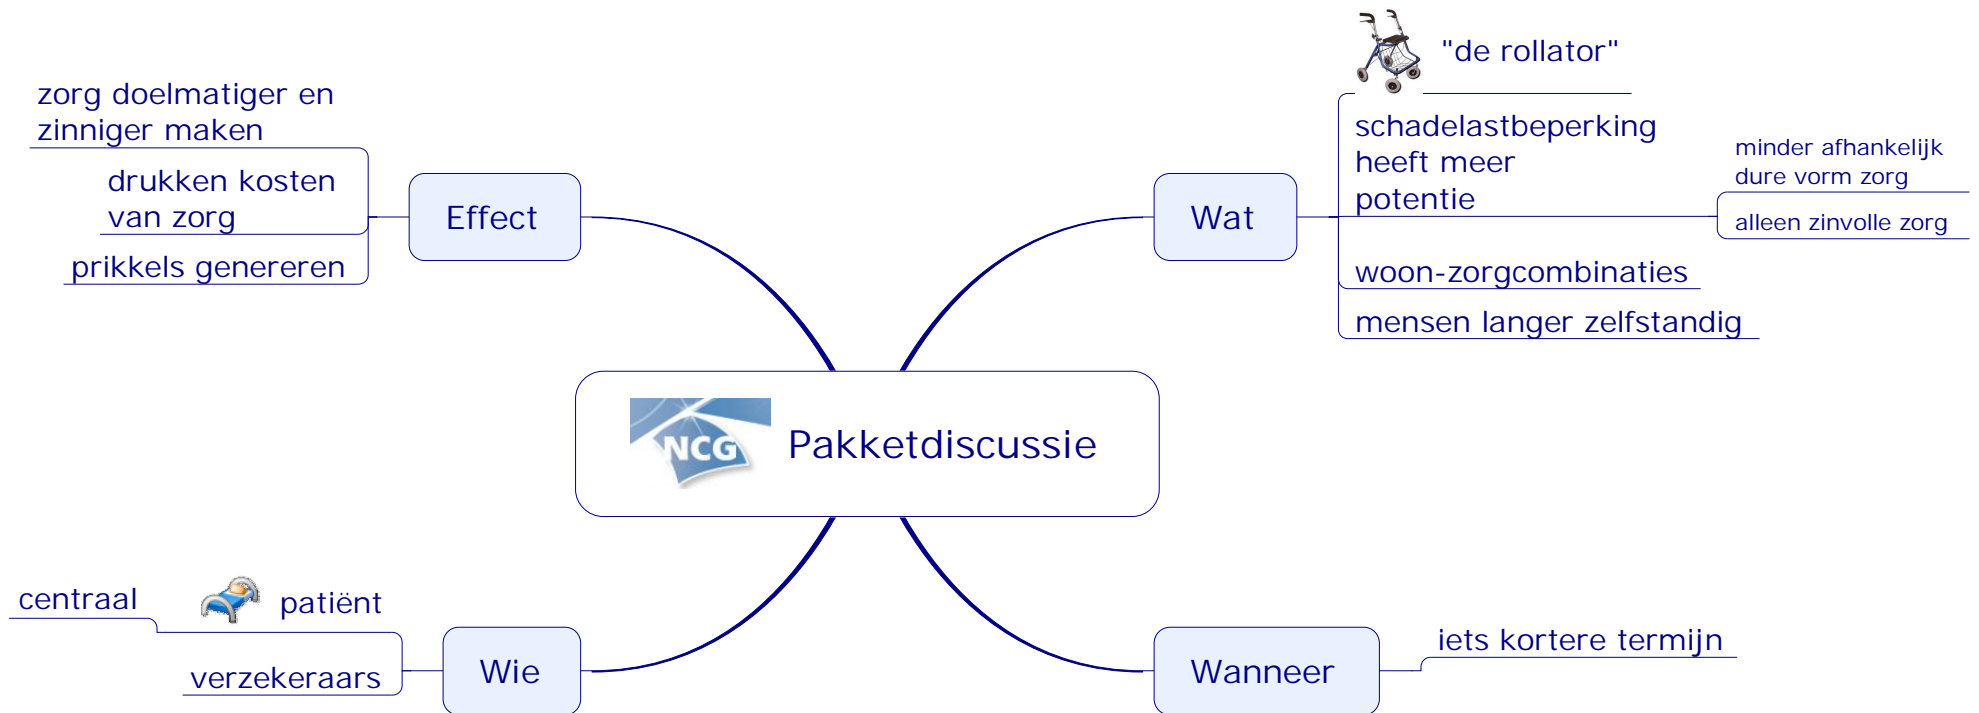 "de rollator"
zorg doelmatiger en
zinniger maken
drukken kosten
van zorg
prikkels genereren
Effect
Wat
schadelastbeperking
heeft meer
potentie
minder afhankelijk
dure vorm zorg
alleen zinvolle zorg
woon-zorgcombinaties
mensen langer zelfstandig
NCG
Pakketdiscussie
centraal
patiënt
verzekeraars
Wie
Wanneer
iets kortere termijn